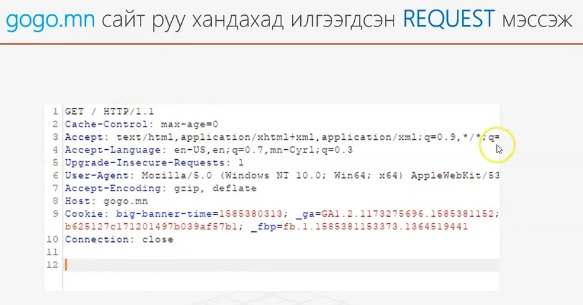 gogo.mn сайт руу хандахад илгээгдсэн REQUEST мэссэж
1 GET / HTTP/1.1
2 Cache-Control: max-age=0
3 Accept: text/html,application/xhtml+xml,application/xml;q=0.9,*/*;q=
4 Accept-Language: en-US,en;q=0.7,mn-Cyrl;q=0.3
5 Upgrade-Insecure-Requests: 1
6 User-Agent: Mozilla/5.0 (Windows NT 10.0; Win64; x64) AppleWebKit/53
7 Accept-Encoding: gzip, deflate
8 Host: gogo.mn
9 Cookie: big-banner-time=1585380313; _ga=GA1.2.1173275696.1585381152;
b625127c171201497b039af57b1; _fbp=fb.1.1585381153373.1364519441
10 Connection: close
11
12